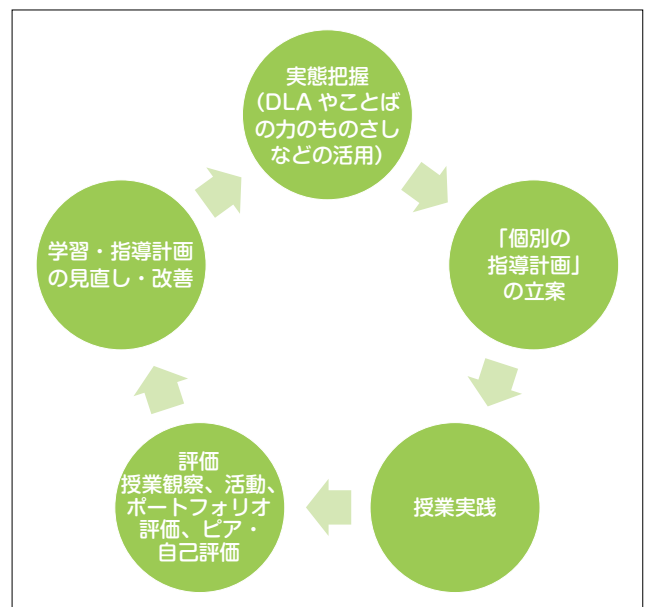 実態把握
（DLA やことば
の力のものさし
などの活用）
「個別の
指導計画」
の立案
授業実践
評価
授業観察、活動、
ポートフォリオ
評価、ピア・
自己評価
学習・指導計画
の見直し・改善